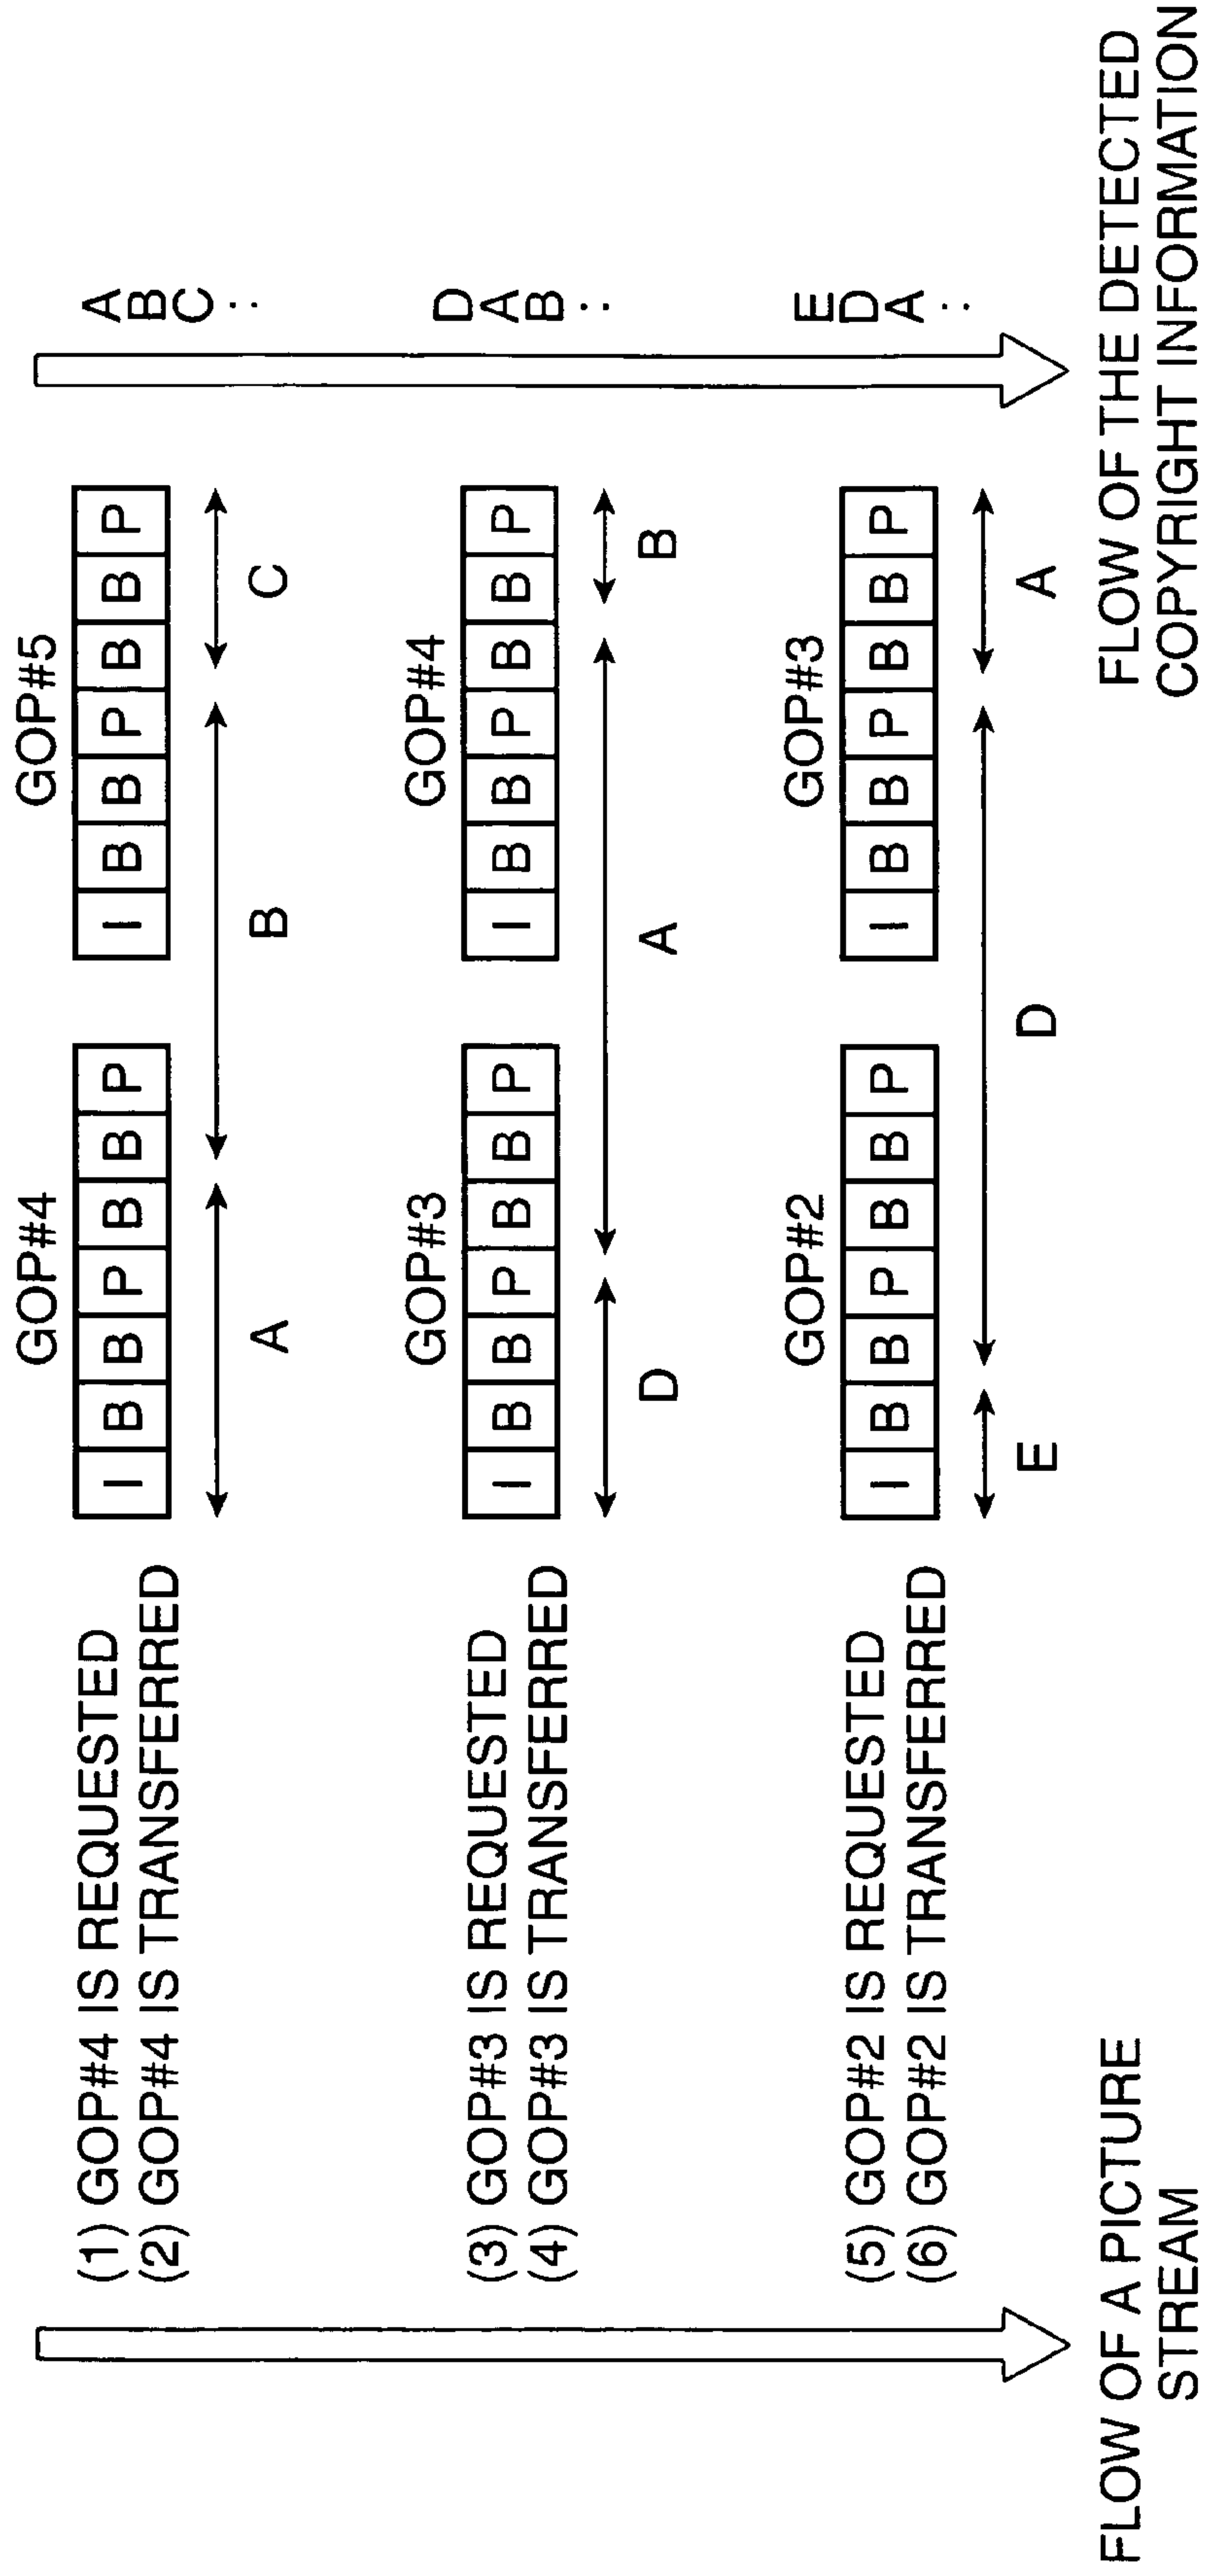 (1) GOP#4 IS REQUESTED
(2) GOP#4 IS TRANSFERRED
GOP#4
I B B P B B P
GOP#5
I B B P B B P
A
B
C
A
B
C
:
(3) GOP#3 IS REQUESTED
(4) GOP#3 IS TRANSFERRED
GOP#3
I B B P B B P
GOP#4
I B B P B B P
D
A
B
D
A
B
:
(5) GOP#2 IS REQUESTED
(6) GOP#2 IS TRANSFERRED
GOP#2
I B B P B B P
GOP#3
I B B P B B P
E
D
A
E
D
A
:
FLOW OF A PICTURE
STREAM
FLOW OF THE DETECTED
COPYRIGHT INFORMATION